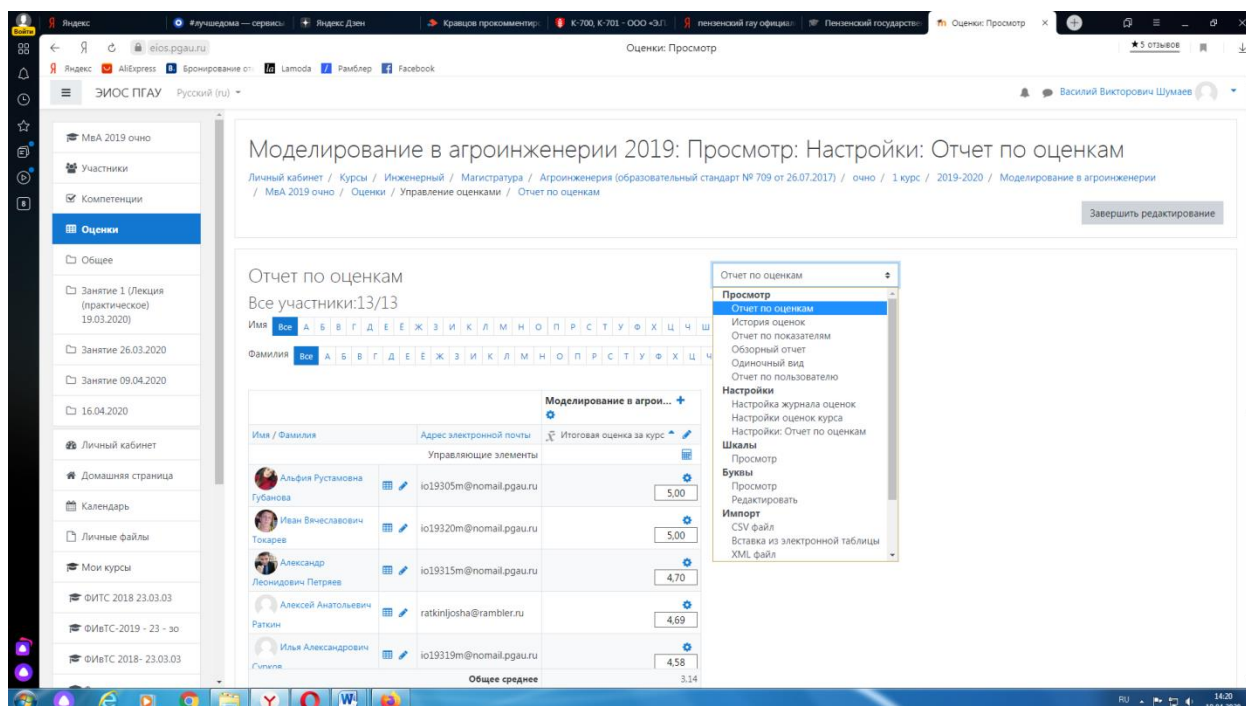 Войти
Яндекс
#лучшедома — сервисы
Яндекс Дзен
Кравцов прокомментир
К-700, К-701 - ООО «ЗЛ
пензенский гау официал
Пензенский государстве
Оценки: Просмотр
eios.pgau.ru
Оценки: Просмотр
★5 отзывов
Яндекс AliExpress Бронирование от Lamoda Рамблер Facebook
ЭИОС ПГАУ Русский (ru)
Василий Викторович Шумаев
МвА 2019 очно
Участники
Компетенции
Оценки
Общее
Занятие 1 (Лекция
(практическое)
19.03.2020)
Занятие 26.03.2020
Занятие 09.04.2020
16.04.2020
Личный кабинет
Домашняя страница
Календарь
Личные файлы
Мои курсы
ФИТС 2018 23.03.03
ФИвТС-2019 - 23 - зо
ФИвТС 2018- 23.03.03
Моделирование в агроинженерии 2019: Просмотр: Настройки: Отчет по оценкам
Личный кабинет / Курсы / Инженерный / Магистратура / Агроинженерия (образовательный стандарт № 709 от 26.07.2017) / очно / 1 курс / 2019-2020 / Моделирование в агроинженерии
/ МвА 2019 очно / Оценки / Управление оценками / Отчет по оценкам
Завершить редактирование
Отчет по оценкам
Все участники:13/13
Имя Все А Б В Г Д Е Ё Ж З И К Л М Н О П Р С Т У Ф Х Ц Ч Ш
Фамилия Все А Б В Г Д Е Ё Ж З И К Л М Н О П Р С Т У Ф Х Ц Ч
Моделирование в агрои...
Имя / Фамилия Адрес электронной почты x̄ Итоговая оценка за курс
Управляющие элементы
Альфия Рустамовна
Губанова io19305m@nomail.pgau.ru 5,00
Иван Вячеславович
Токарев io19320m@nomail.pgau.ru 5,00
Александр
Леонидович Петряев io19315m@nomail.pgau.ru 4,70
Алексей Анатольевич
Раткин ratkinljosha@rambler.ru 4,69
Илья Александрович
Сурков io19319m@nomail.pgau.ru 4,58
Общее среднее 3.14
Отчет по оценкам
Просмотр
Отчет по оценкам
История оценок
Отчет по показателям
Обзорный отчет
Одиночный вид
Отчет по пользователю
Настройки
Настройка журнала оценок
Настройки оценок курса
Настройки: Отчет по оценкам
Шкалы
Просмотр
Буквы
Просмотр
Редактировать
Импорт
CSV файл
Вставка из электронной таблицы
XML файл
RU
14:20